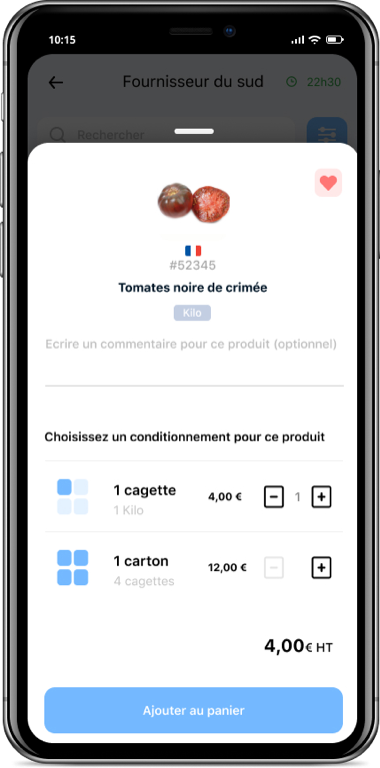 10:15
Fournisseur du sud
22h30
Rechercher
#52345
Tomates noire de crimée
Kilo
Ecrire un commentaire pour ce produit (optionnel)
Choisissez un conditionnement pour ce produit
1 cagette
4,00 €
1
1 Kilo
1 carton
12,00 €
4 cagettes
4,00€ HT
Ajouter au panier